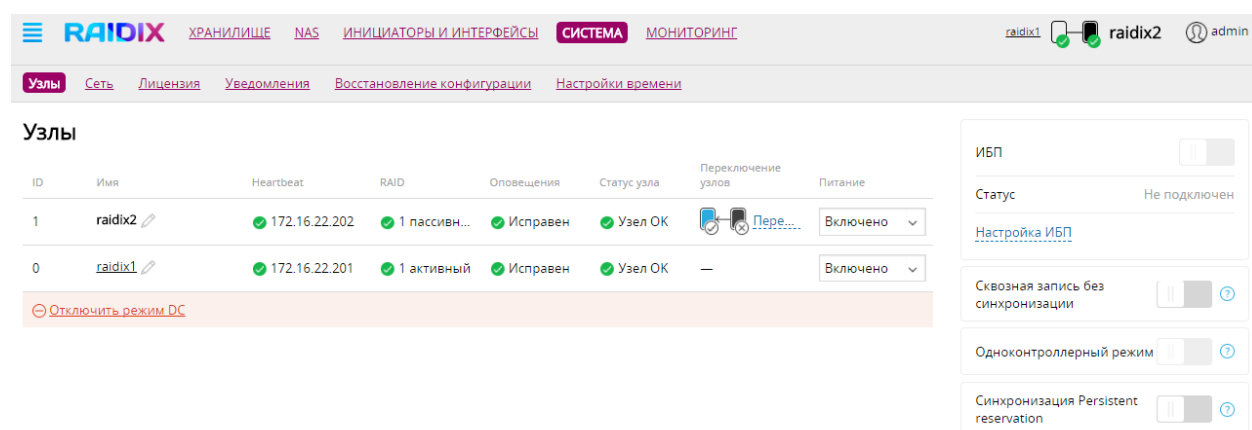 RAIDIX ХРАНИЛИЩЕ NAS ИНИЦИАТОРЫ И ИНТЕРФЕЙСЫ СИСТЕМА МОНИТОРИНГ raidix1 raidix2 admin
Узлы Сеть Лицензия Уведомления Восстановление конфигурации Настройки времени
Узлы
ID Имя Heartbeat RAID Оповещения Статус узла Переключение узлов Питание
1 raidix2 172.16.22.202 1 пассивн... Исправен Узел OK Пере... Включено
0 raidix1 172.16.22.201 1 активный Исправен Узел OK — Включено
Отключить режим DC
ИБП
Статус Не подключен
Настройка ИБП
Сквозная запись без
синхронизации ?
Одноконтроллерный режим ?
Синхронизация Persistent
reservation ?